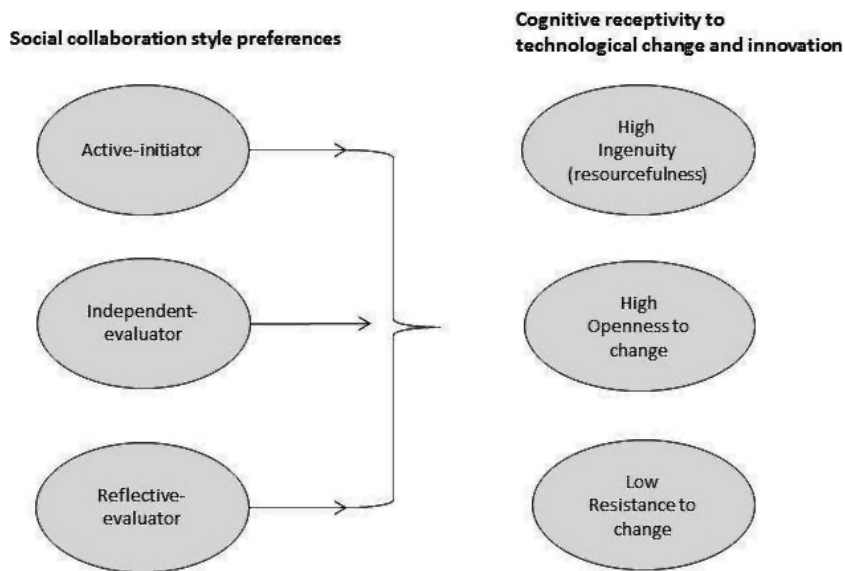 Social collaboration style preferences
Cognitive receptivity to
technological change and innovation
Active-initiator
Independent-
evaluator
Reflective-
evaluator
High
Ingenuity
(resourcefulness)
High
Openness to
change
Low
Resistance to
change